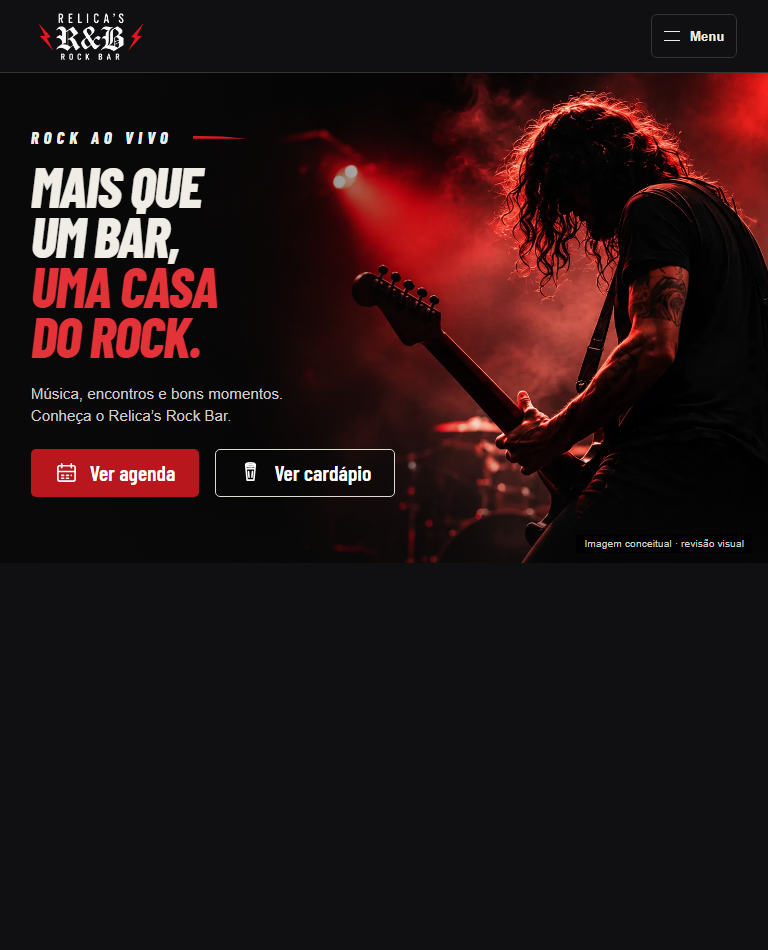 RELICA'S
R&B
ROCK BAR
Menu
ROCK AO VIVO
MAIS QUE
UM BAR,
UMA CASA
DO ROCK.
Música, encontros e bons momentos.
Conheça o Relica's Rock Bar.
Ver agenda
Ver cardápio
Imagem conceitual · revisão visual